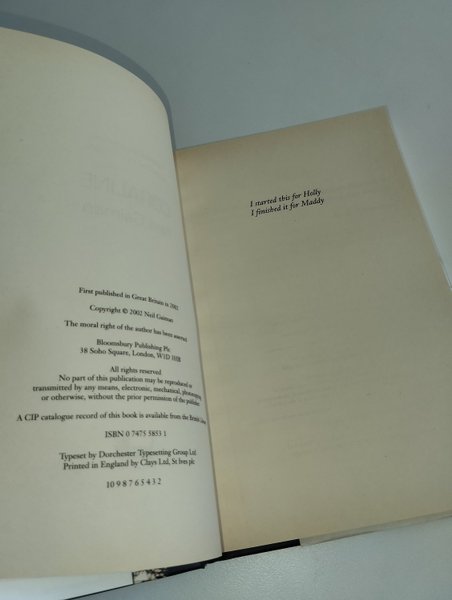 First published in Great Britain in 2002
Copyright © 2002 Neil Gaiman
The moral right of the author has been asserted
Bloomsbury Publishing Plc
38 Soho Square, London, W1D 3HB
All rights reserved
No part of this publication may be reproduced or
transmitted by any means, electronic, mechanical, photocopying
or otherwise, without the prior permission of the publisher
A CIP catalogue record of this book is available from the British
ISBN 0 7475 5853 1
Typeset by Dorchester Typesetting Group Ltd
Printed in England by Clays Ltd, St Ives plc
10 9 8 7 6 5 4 3 2
I started this for Holly
I finished it for Maddy